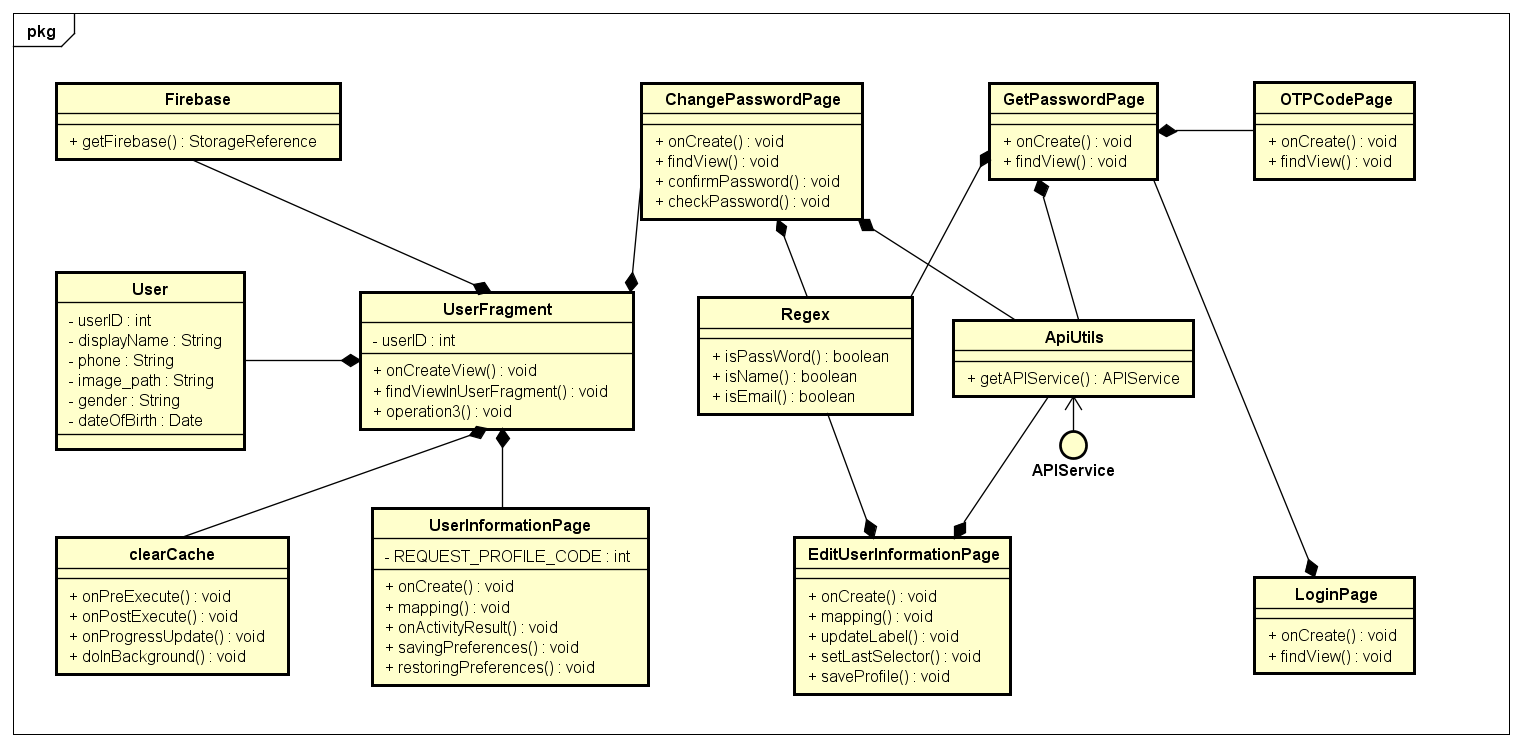 pkg
Firebase
+ getFirebase() : StorageReference
ChangePasswordPage
+ onCreate() : void
+ findView() : void
+ confirmPassword() : void
+ checkPassword() : void
GetPasswordPage
+ onCreate() : void
+ findView() : void
OTPCodePage
+ onCreate() : void
+ findView() : void
User
- userID : int
- displayName : String
- phone : String
- image_path : String
- gender : String
- dateOfBirth : Date
UserFragment
- userID : int
+ onCreateView() : void
+ findViewInUserFragment() : void
+ operation3() : void
Regex
+ isPassWord() : boolean
+ isName() : boolean
+ isEmail() : boolean
ApiUtils
+ getAPIService() : APIService
APIService
clearCache
+ onPreExecute() : void
+ onPostExecute() : void
+ onProgressUpdate() : void
+ doInBackground() : void
UserInformationPage
- REQUEST_PROFILE_CODE : int
+ onCreate() : void
+ mapping() : void
+ onActivityResult() : void
+ savingPreferences() : void
+ restoringPreferences() : void
EditUserInformationPage
+ onCreate() : void
+ mapping() : void
+ updateLabel() : void
+ setLastSelector() : void
+ saveProfile() : void
LoginPage
+ onCreate() : void
+ findView() : void